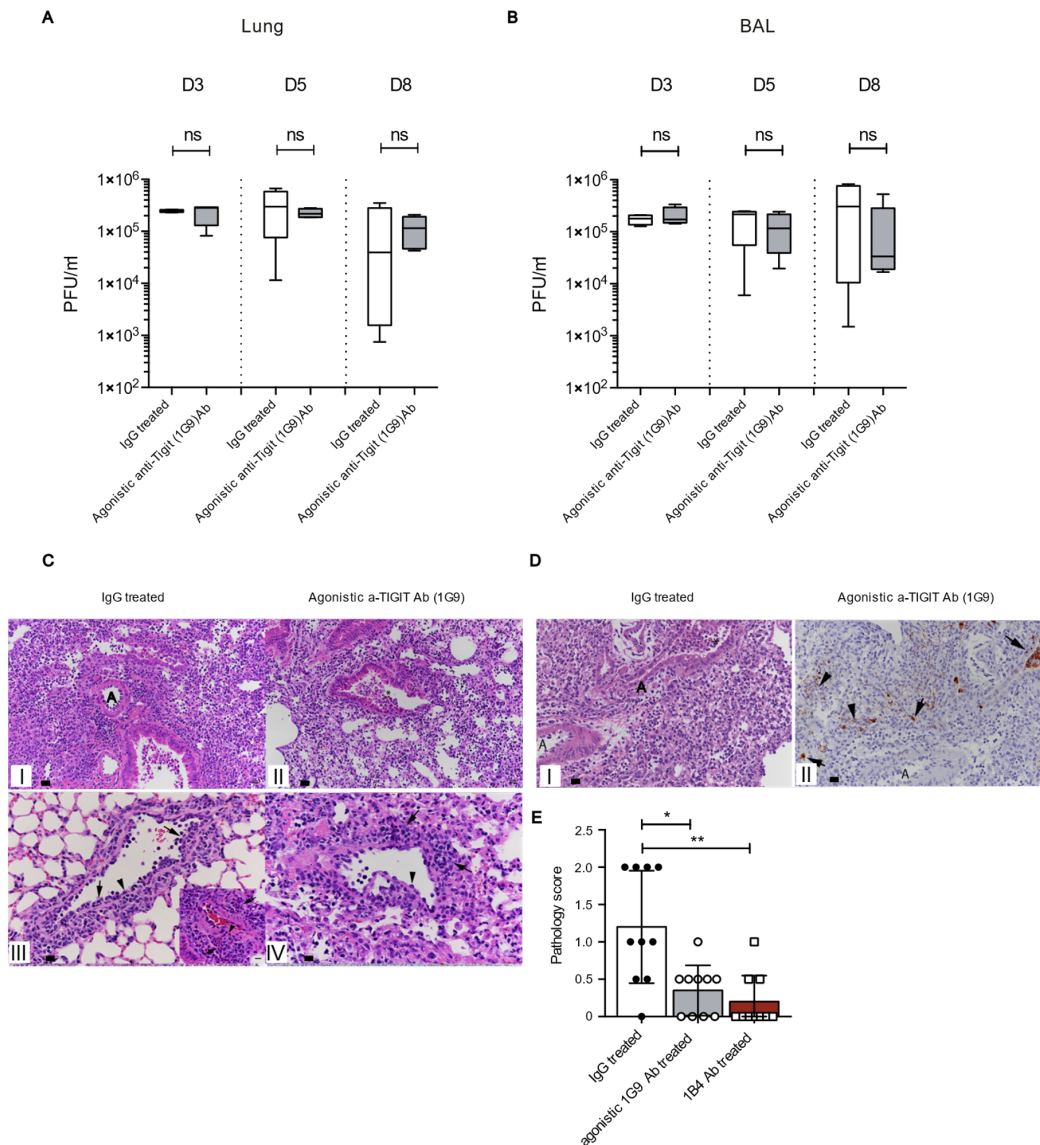 A
Lung
D3
D5
D8
ns
ns
ns
PFU/ml
1×10⁶
1×10⁵
1×10⁴
1×10³
1×10²
IgG treated
Agonistic anti-Tigit (1G9)Ab
IgG treated
Agonistic anti-Tigit (1G9)Ab
IgG treated
Agonistic anti-Tigit (1G9)Ab
B
BAL
D3
D5
D8
ns
ns
ns
PFU/ml
1×10⁶
1×10⁵
1×10⁴
1×10³
1×10²
IgG treated
Agonistic anti-Tigit (1G9)Ab
IgG treated
Agonistic anti-Tigit (1G9)Ab
IgG treated
Agonistic anti-Tigit (1G9)Ab
C
IgG treated
Agonistic a-TIGIT Ab (1G9)
A
I
II
III
IV
D
IgG treated
Agonistic a-TIGIT Ab (1G9)
*
A
A
I
A
II
E
*
**
Pathology score
2.5
2.0
1.5
1.0
0.5
0
IgG treated
agonistic 1G9 Ab treated
1B4 Ab treated